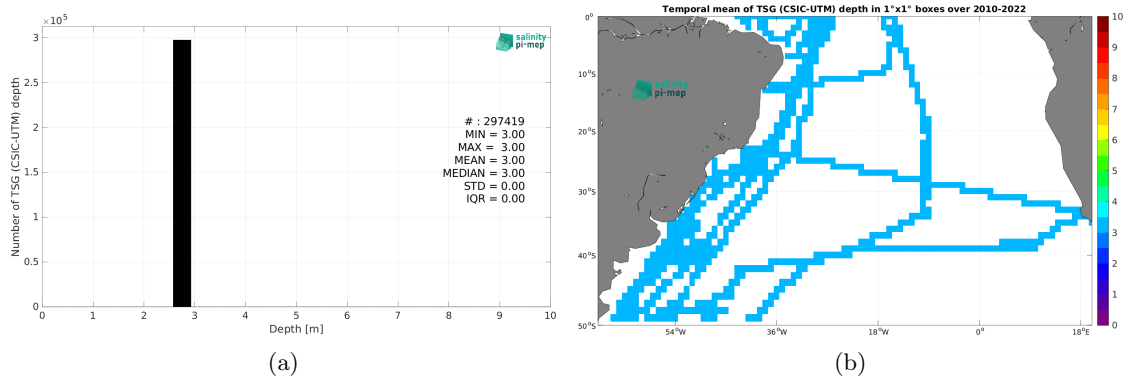 ×10^5
3
2.5
2
1.5
1
0.5
0
Number of TSG (CSIC-UTM) depth
0 1 2 3 4 5 6 7 8 9 10
Depth [m]
salinity
pi-mep
# : 297419
MIN = 3.00
MAX = 3.00
MEAN = 3.00
MEDIAN = 3.00
STD = 0.00
IQR = 0.00
(a)
Temporal mean of TSG (CSIC-UTM) depth in 1°x1° boxes over 2010-2022
0°
10°S
20°S
30°S
40°S
50°S
54°W 36°W 18°W 0° 18°E
salinity
pi-mep
10
9
8
7
6
5
4
3
2
1
0
(b)